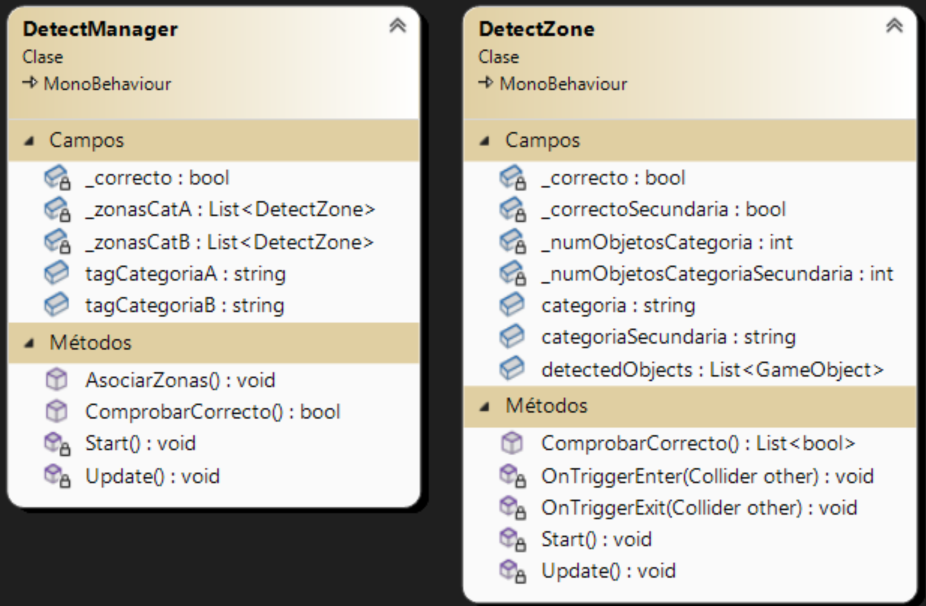 DetectManager
Clase
MonoBehaviour
Campos
_correcto : bool
_zonasCatA : List<DetectZone>
_zonasCatB : List<DetectZone>
tagCategoriaA : string
tagCategoriaB : string
Métodos
AsociarZonas() : void
ComprobarCorrecto() : bool
Start() : void
Update() : void
DetectZone
Clase
MonoBehaviour
Campos
_correcto : bool
_correctoSecundaria : bool
_numObjetosCategoria : int
_numObjetosCategoriaSecundaria : int
categoria : string
categoriaSecundaria : string
detectedObjects : List<GameObject>
Métodos
ComprobarCorrecto() : List<bool>
OnTriggerEnter(Collider other) : void
OnTriggerExit(Collider other) : void
Start() : void
Update() : void